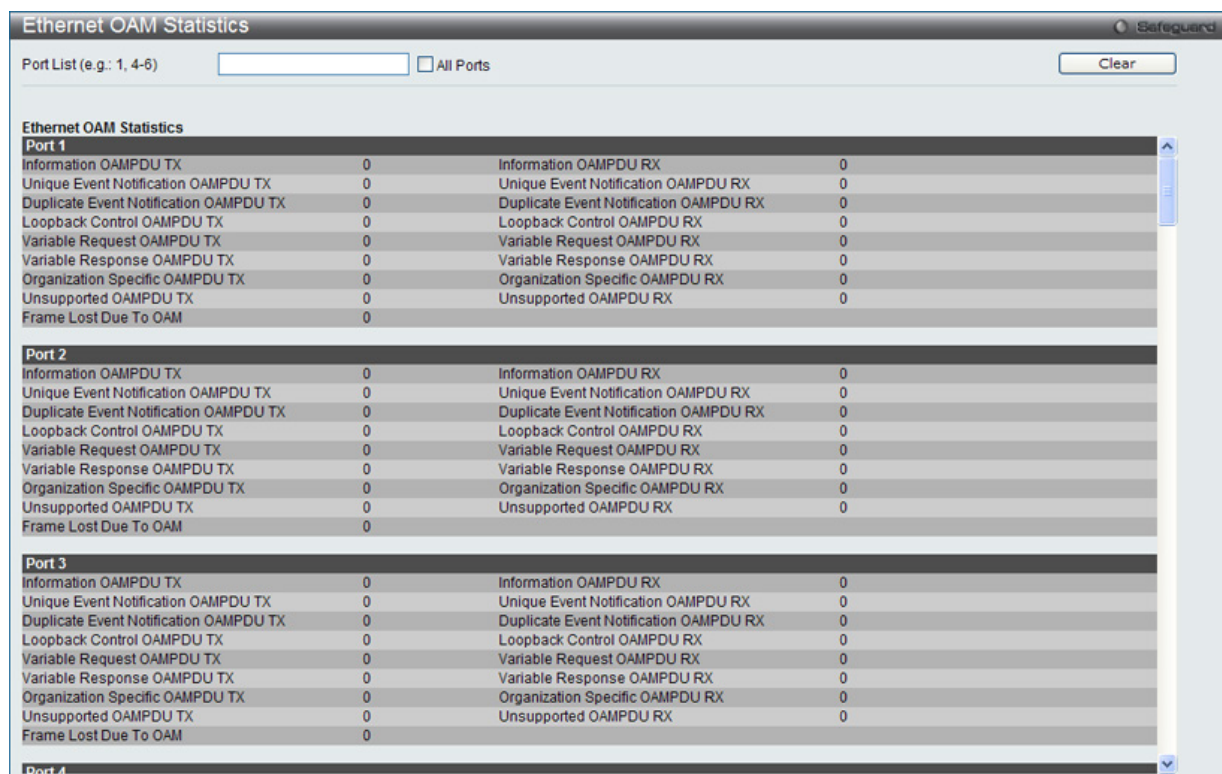 Ethernet OAM Statistics
Safeguard
Port List (e.g.: 1, 4-6) All Ports Clear
Ethernet OAM Statistics
Port 1
Information OAMPDU TX 0 Information OAMPDU RX 0
Unique Event Notification OAMPDU TX 0 Unique Event Notification OAMPDU RX 0
Duplicate Event Notification OAMPDU TX 0 Duplicate Event Notification OAMPDU RX 0
Loopback Control OAMPDU TX 0 Loopback Control OAMPDU RX 0
Variable Request OAMPDU TX 0 Variable Request OAMPDU RX 0
Variable Response OAMPDU TX 0 Variable Response OAMPDU RX 0
Organization Specific OAMPDU TX 0 Organization Specific OAMPDU RX 0
Unsupported OAMPDU TX 0 Unsupported OAMPDU RX 0
Frame Lost Due To OAM 0
Port 2
Information OAMPDU TX 0 Information OAMPDU RX 0
Unique Event Notification OAMPDU TX 0 Unique Event Notification OAMPDU RX 0
Duplicate Event Notification OAMPDU TX 0 Duplicate Event Notification OAMPDU RX 0
Loopback Control OAMPDU TX 0 Loopback Control OAMPDU RX 0
Variable Request OAMPDU TX 0 Variable Request OAMPDU RX 0
Variable Response OAMPDU TX 0 Variable Response OAMPDU RX 0
Organization Specific OAMPDU TX 0 Organization Specific OAMPDU RX 0
Unsupported OAMPDU TX 0 Unsupported OAMPDU RX 0
Frame Lost Due To OAM 0
Port 3
Information OAMPDU TX 0 Information OAMPDU RX 0
Unique Event Notification OAMPDU TX 0 Unique Event Notification OAMPDU RX 0
Duplicate Event Notification OAMPDU TX 0 Duplicate Event Notification OAMPDU RX 0
Loopback Control OAMPDU TX 0 Loopback Control OAMPDU RX 0
Variable Request OAMPDU TX 0 Variable Request OAMPDU RX 0
Variable Response OAMPDU TX 0 Variable Response OAMPDU RX 0
Organization Specific OAMPDU TX 0 Organization Specific OAMPDU RX 0
Unsupported OAMPDU TX 0 Unsupported OAMPDU RX 0
Frame Lost Due To OAM 0
Port 4